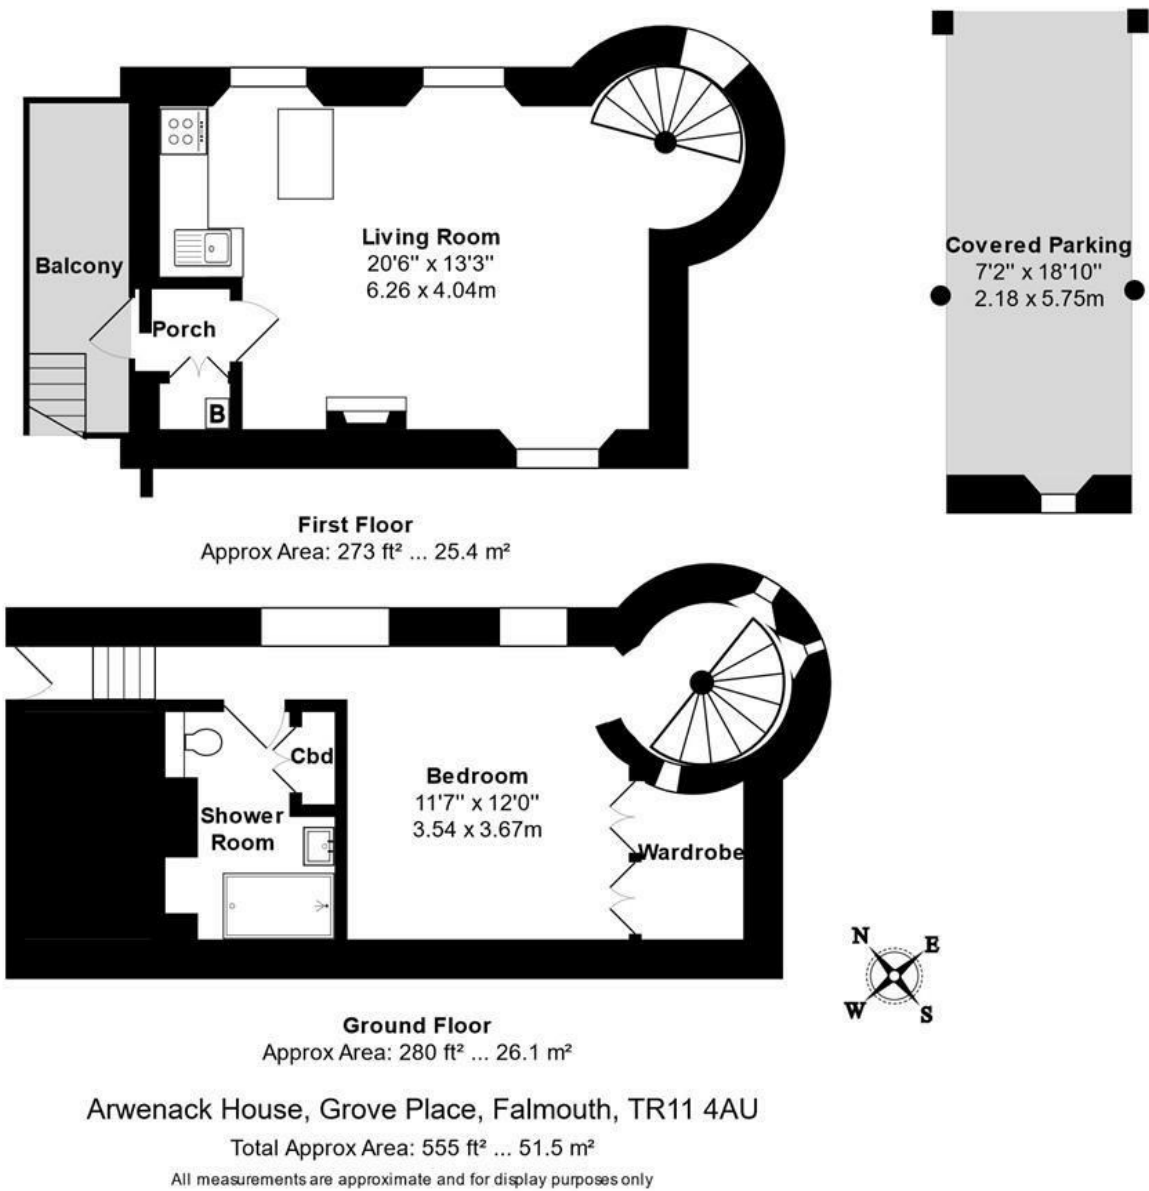 Balcony
Porch
B
Living Room
20'6" x 13'3"
6.26 x 4.04m
Covered Parking
7'2" x 18'10"
2.18 x 5.75m
First Floor
Approx Area: 273 ft² ... 25.4 m²
Cbd
Shower
Room
Bedroom
11'7" x 12'0"
3.54 x 3.67m
Wardrobe
N
E
W
S
Ground Floor
Approx Area: 280 ft² ... 26.1 m²
Arwenack House, Grove Place, Falmouth, TR11 4AU
Total Approx Area: 555 ft² ... 51.5 m²
All measurements are approximate and for display purposes only